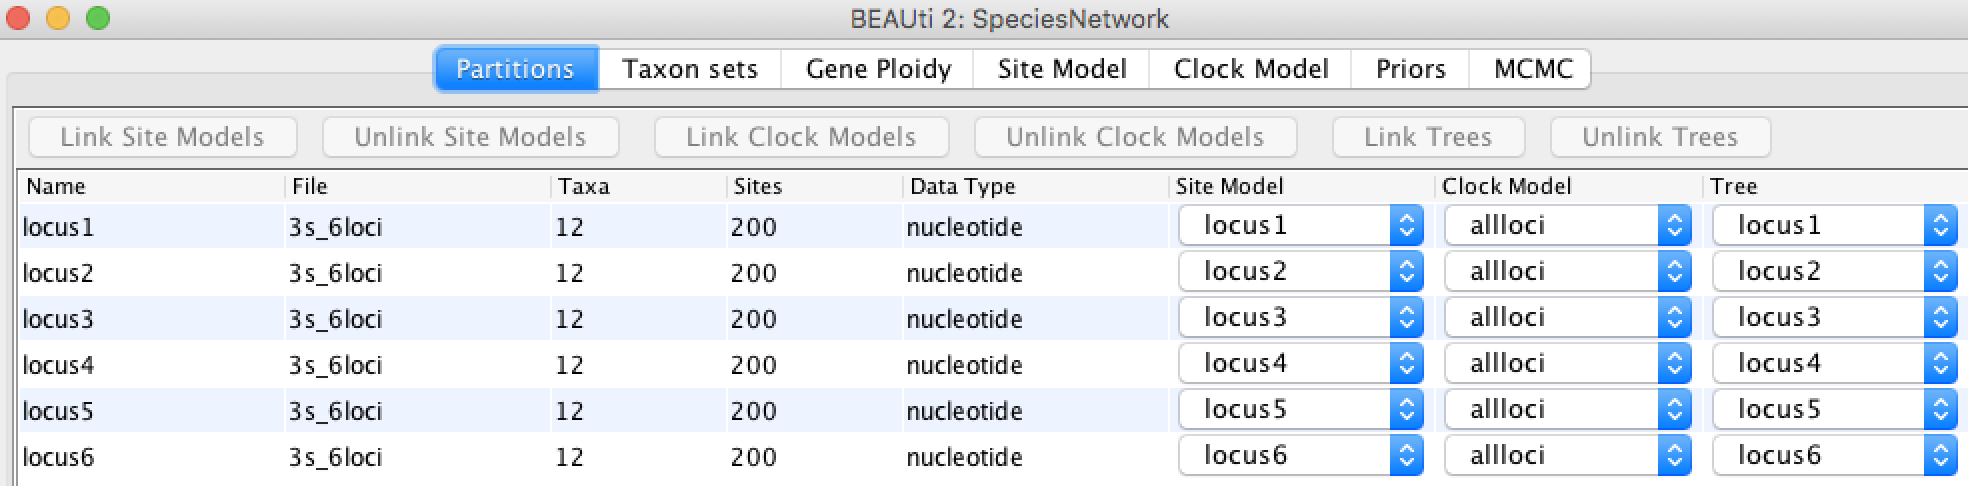 BEAUti 2: SpeciesNetwork
Partitions Taxon sets Gene Ploidy Site Model Clock Model Priors MCMC
Link Site Models Unlink Site Models Link Clock Models Unlink Clock Models Link Trees Unlink Trees
Name File Taxa Sites Data Type Site Model Clock Model Tree
locus1 3s_6loci 12 200 nucleotide locus1 allloci locus1
locus2 3s_6loci 12 200 nucleotide locus2 allloci locus2
locus3 3s_6loci 12 200 nucleotide locus3 allloci locus3
locus4 3s_6loci 12 200 nucleotide locus4 allloci locus4
locus5 3s_6loci 12 200 nucleotide locus5 allloci locus5
locus6 3s_6loci 12 200 nucleotide locus6 allloci locus6